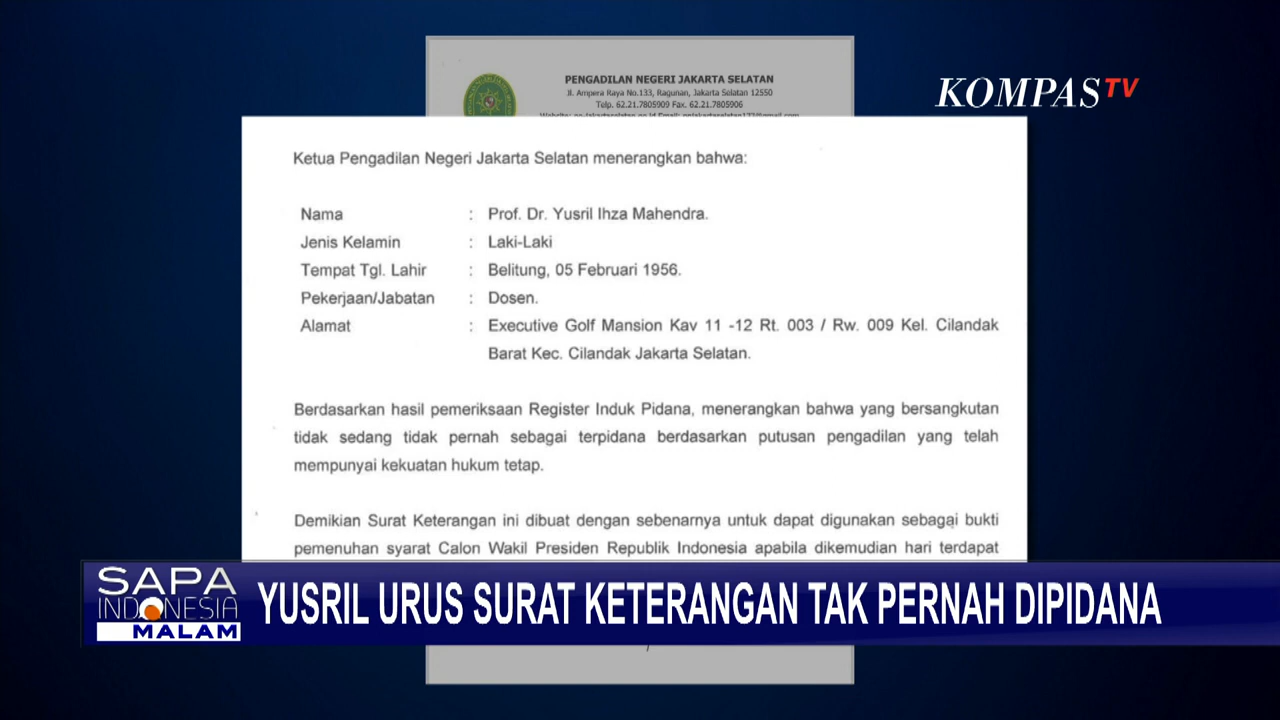 PENGADILAN NEGERI JAKARTA SELATAN
Jl. Ampera Raya No.133, Ragunan, Jakarta Selatan 12550
Telp. 62.21.7805909 Fax. 62.21.7805906
KOMPASTV
Ketua Pengadilan Negeri Jakarta Selatan menerangkan bahwa:
Nama : Prof. Dr. Yusril Ihza Mahendra.
Jenis Kelamin : Laki-Laki
Tempat Tgl. Lahir : Belitung, 05 Februari 1956.
Pekerjaan/Jabatan : Dosen.
Alamat : Executive Golf Mansion Kav 11 -12 Rt. 003 / Rw. 009 Kel. Cilandak
Barat Kec. Cilandak Jakarta Selatan.
Berdasarkan hasil pemeriksaan Register Induk Pidana, menerangkan bahwa yang bersangkutan
tidak sedang tidak pernah sebagai terpidana berdasarkan putusan pengadilan yang telah
mempunyai kekuatan hukum tetap.
Demikian Surat Keterangan ini dibuat dengan sebenarnya untuk dapat digunakan sebagai bukti
pemenuhan syarat Calon Wakil Presiden Republik Indonesia apabila dikemudian hari terdapat
SAPA
INDONESIA
MALAM
YUSRIL URUS SURAT KETERANGAN TAK PERNAH DIPIDANA